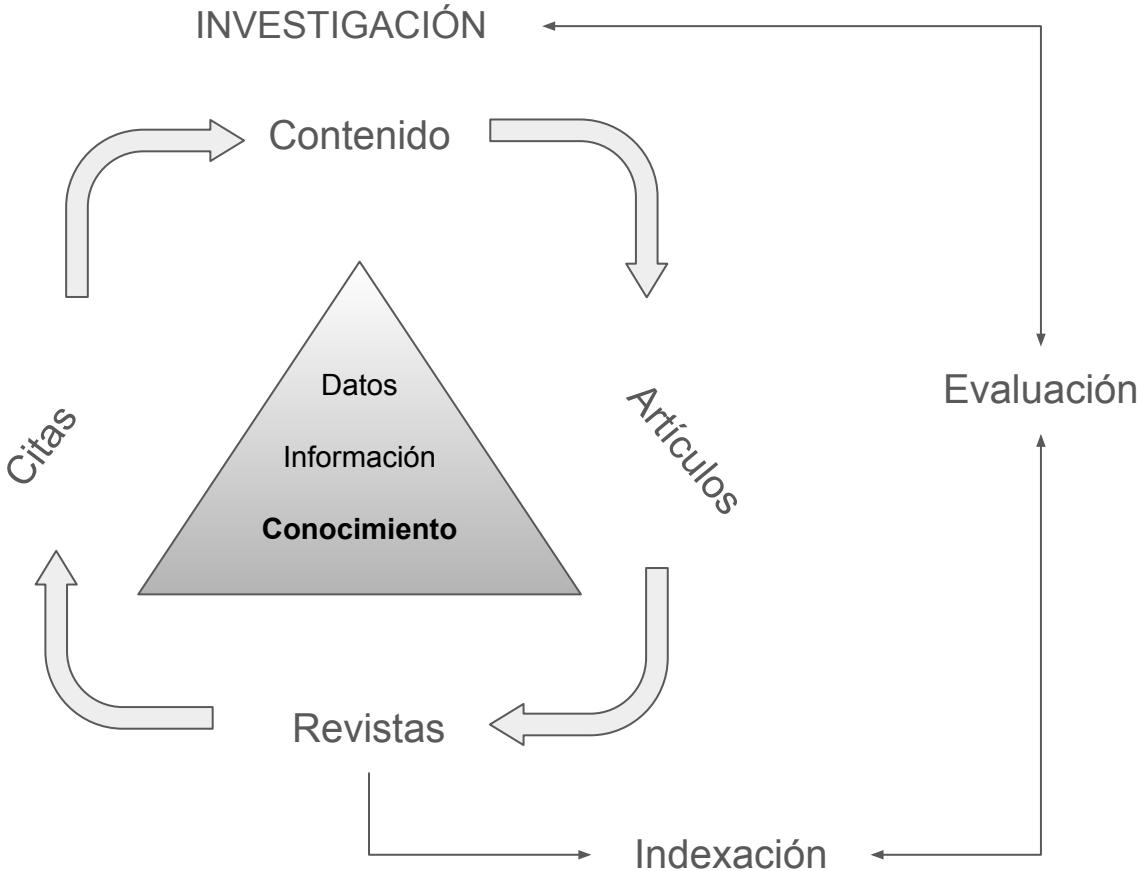 INVESTIGACIÓN
Contenido
Datos
Información
Conocimiento
Citas
Artículos
Evaluación
Revistas
Indexación